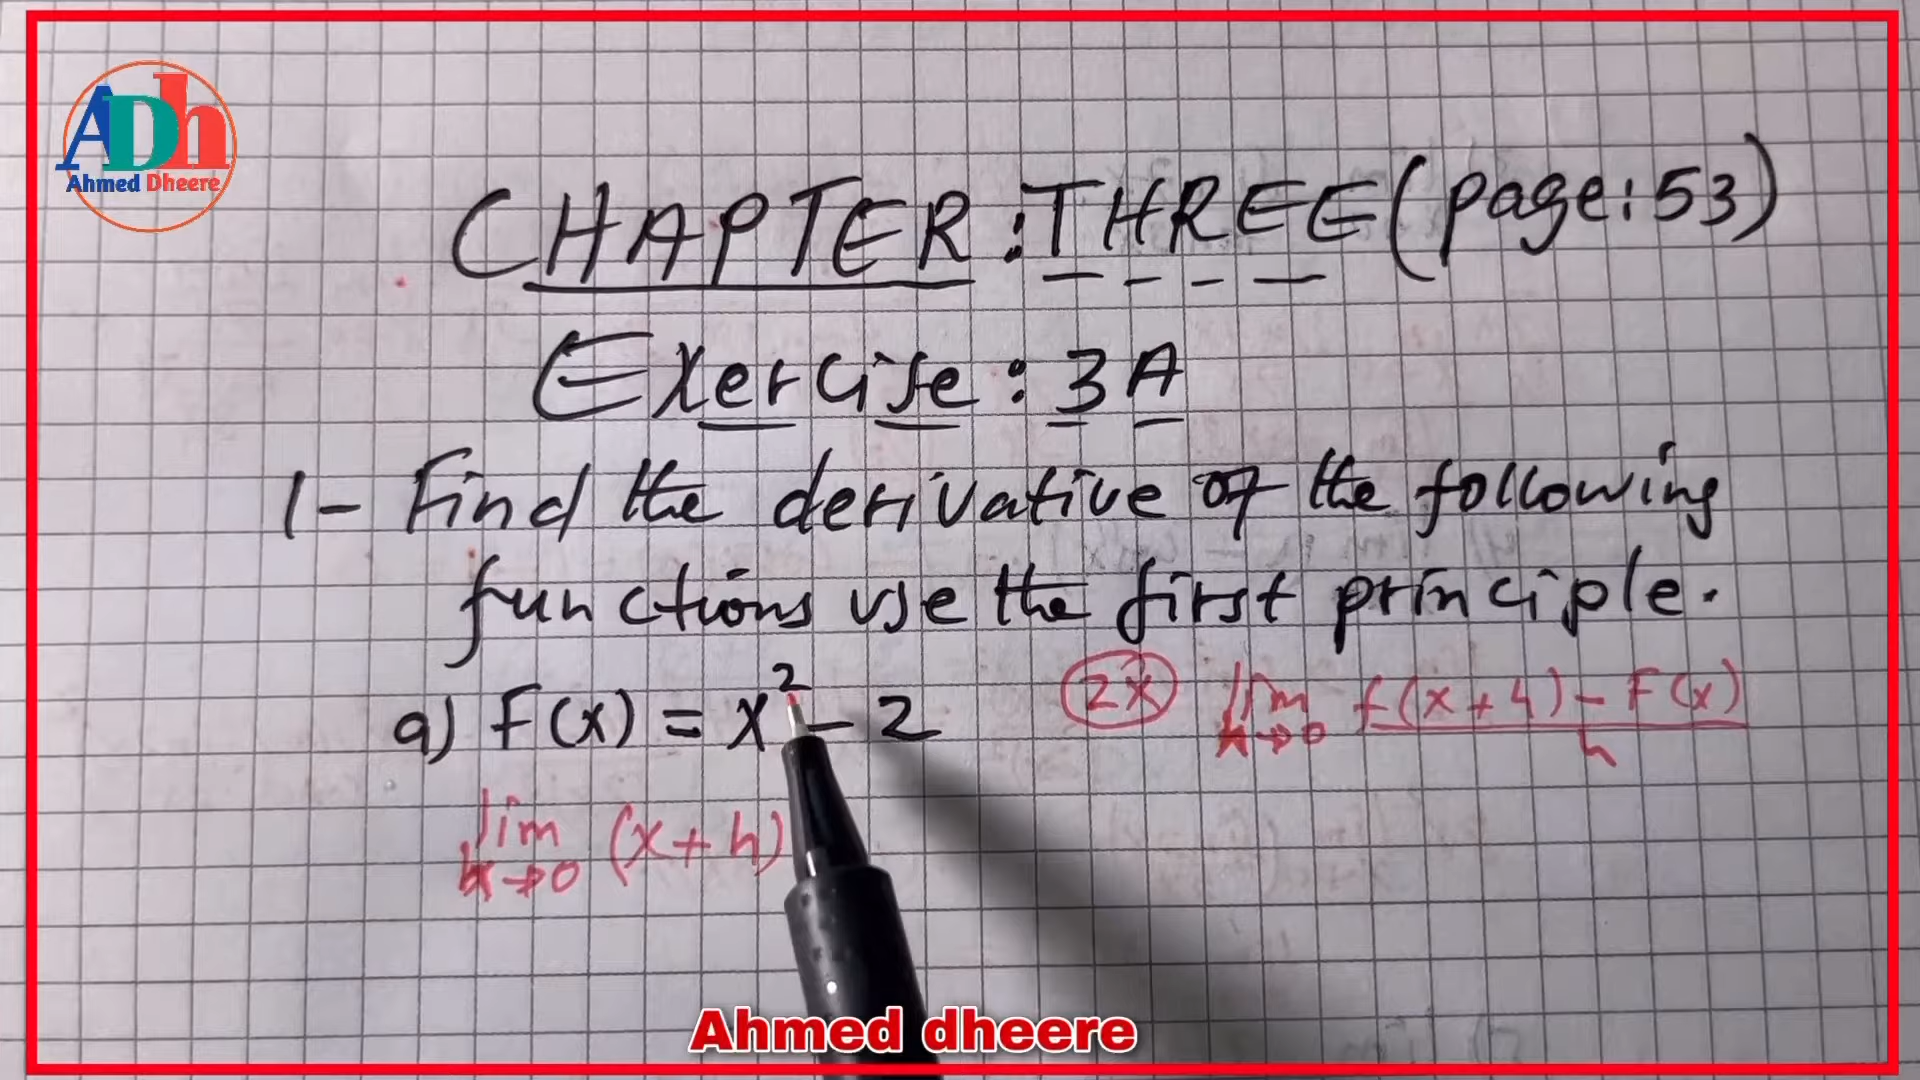 ADh
Ahmed Dheere
CHAPTER : THREE (page: 53)
Exercise : 3A
1- Find the derivative of the following
functions use the first principle.
a) F(x) = x² - 2
2x
lim f(x+h) - F(x)
h→0 h
lim (x+h)
h→0
Ahmed dheere